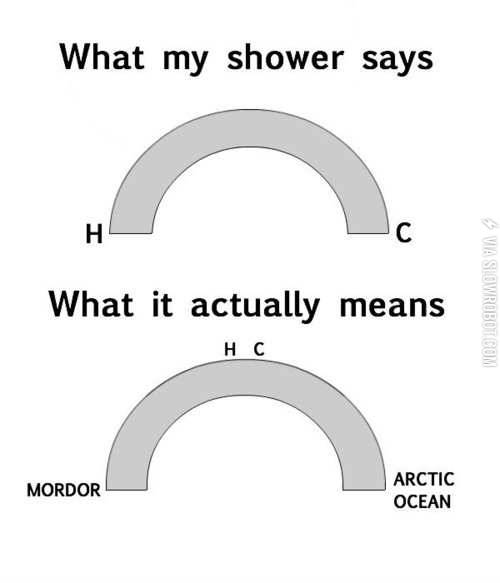 What my shower says
H
C
What it actually means
H C
MORDOR
ARCTIC
OCEAN
VIA SLOWROBOT.COM